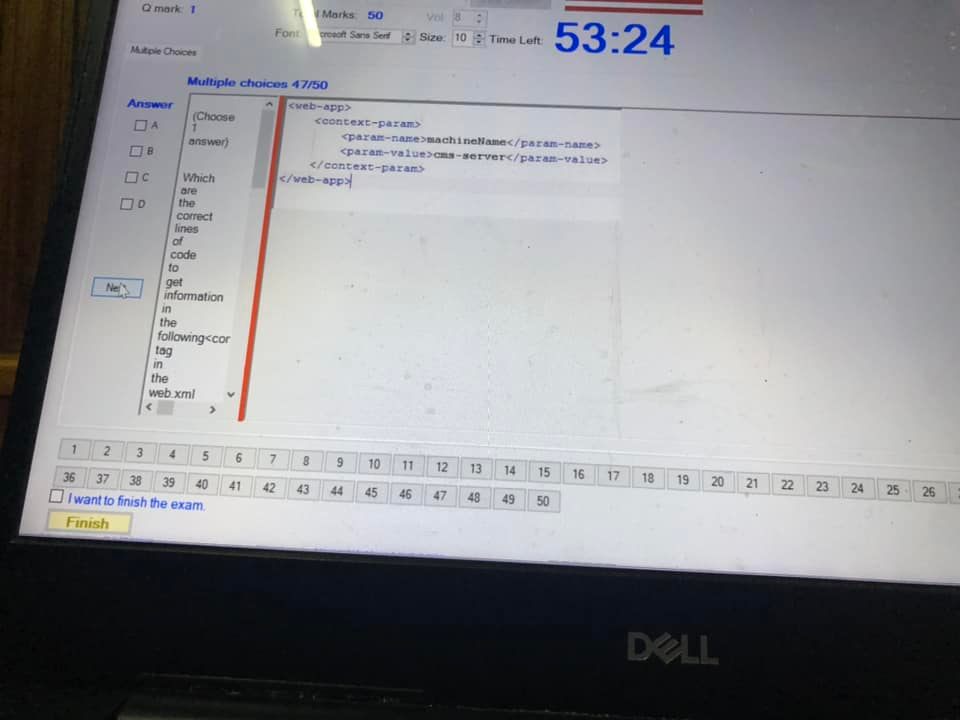 Q mark: 1
Total Marks: 50
Vol: 8
Font: Microsoft Sans Serif Size: 10 Time Left: 53:24
Multiple Choices
Multiple choices 47/50
Answer
A
B
C
D
(Choose
1
answer)
Which
are
the
correct
lines
of
code
to
get
information
in
the
following<cor
tag
in
the
web.xml
<web-app>
<context-param>
<param-name>machineName</param-name>
<param-value>cms-server</param-value>
</context-param>
</web-app>
1 2 3 4 5 6 7 8 9 10 11 12 13 14 15 16 17 18 19 20 21 22 23 24 25 26
36 37 38 39 40 41 42 43 44 45 46 47 48 49 50
I want to finish the exam.
Finish
DELL